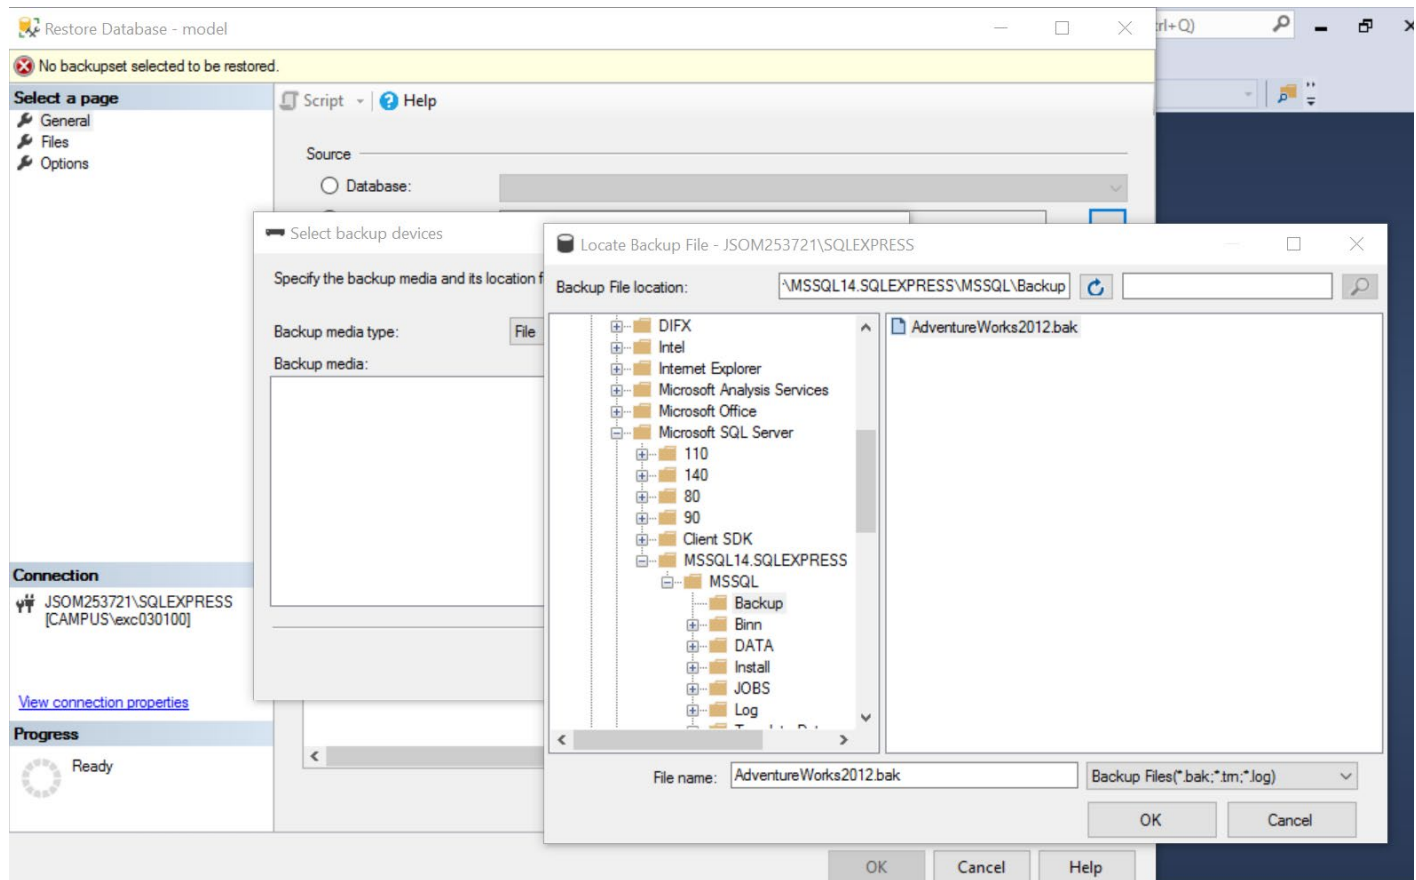 Restore Database - model
rl+Q)
No backupset selected to be restored.
Select a page
General
Files
Options
Script
Help
Source
Database:
Select backup devices
Specify the backup media and its location f
Backup media type:
File
Backup media:
Locate Backup File - JSOM253721\SQLEXPRESS
Backup File location:
\MSSQL14.SQLEXPRESS\MSSQL\Backup
DIFX
Intel
Internet Explorer
Microsoft Analysis Services
Microsoft Office
Microsoft SQL Server
110
140
80
90
Client SDK
MSSQL14.SQLEXPRESS
MSSQL
Backup
Binn
DATA
Install
JOBS
Log
AdventureWorks2012.bak
File name:
AdventureWorks2012.bak
Backup Files(*.bak;*.trn;*.log)
OK
Cancel
Connection
JSOM253721\SQLEXPRESS
[CAMPUS\exc030100]
View connection properties
Progress
Ready
OK
Cancel
Help